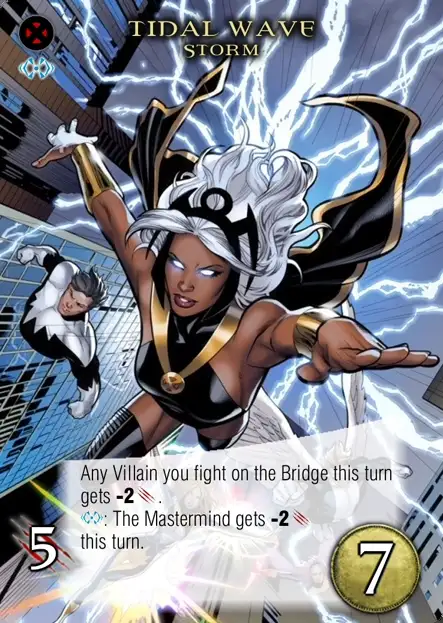 TIDAL WAVE
STORM
Any Villain you fight on the Bridge this turn
gets -2 .
: The Mastermind gets -2
this turn.
5
7